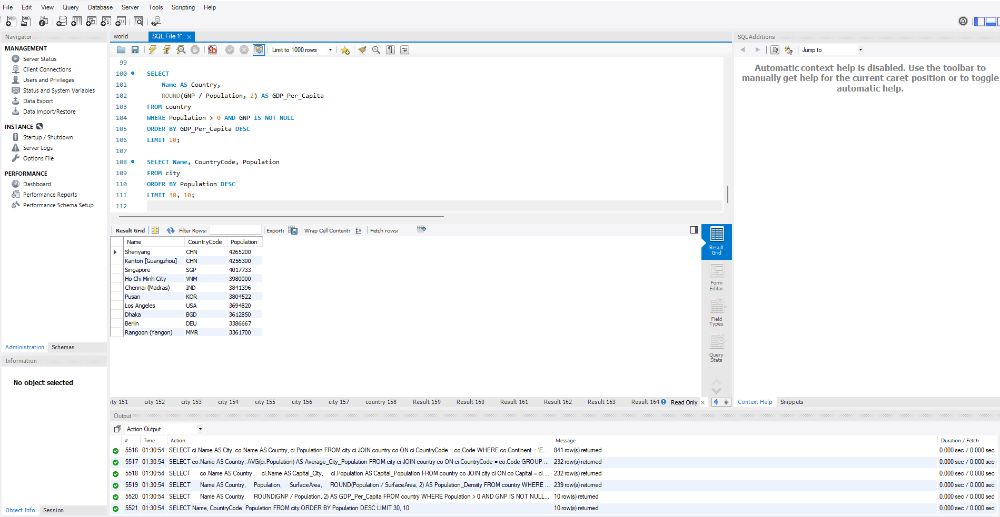 File Edit View Query Database Server Tools Scripting Help
Navigator
MANAGEMENT
Server Status
Client Connections
Users and Privileges
Status and System Variables
Data Export
Data Import/Restore
INSTANCE
Startup / Shutdown
Server Logs
Options File
PERFORMANCE
Dashboard
Performance Reports
Performance Schema Setup
Administration Schemas
Information
No object selected
Object Info Session
world SQL File 1*
Limit to 1000 rows
99
100 SELECT
101 Name AS Country,
102 ROUND(GNP / Population, 2) AS GDP_Per_Capita
103 FROM country
104 WHERE Population > 0 AND GNP IS NOT NULL
105 ORDER BY GDP_Per_Capita DESC
106 LIMIT 10;
107
108 SELECT Name, CountryCode, Population
109 FROM city
110 ORDER BY Population DESC
111 LIMIT 30, 10;
112
Result Grid Filter Rows: Export: Wrap Cell Content: Fetch rows:
Name CountryCode Population
Shenyang CHN 4265200
Kanton [Guangzhou] CHN 4256300
Singapore SGP 4017733
Ho Chi Minh City VNM 3980000
Chennai (Madras) IND 3841396
Pusan KOR 3804522
Los Angeles USA 3694820
Dhaka BGD 3612850
Berlin DEU 3386667
Rangoon (Yangon) MMR 3361700
Result
Grid
Form
Editor
Field
Types
Query
Stats
ity 151 city 152 city 153 city 154 city 155 city 156 city 157 country 158 Result 159 Result 160 Result 161 Result 162 Result 163 Result 164 Read Only
Output
Action Output
# Time Action Message Duration / Fetch
5516 01:30:54 SELECT ci.Name AS City, co.Name AS Country, ci.Population FROM city ci JOIN country co ON ci.CountryCode = co.Code WHERE co.Continent = 'E... 841 row(s) returned 0.000 sec / 0.000 sec
5517 01:30:54 SELECT co.Name AS Country, AVG(ci.Population) AS Average_City_Population FROM city ci JOIN country co ON ci.CountryCode = co.Code GROUP ... 232 row(s) returned 0.000 sec / 0.000 sec
5518 01:30:54 SELECT co.Name AS Country, ci.Name AS Capital_City, ci.Population AS Capital_Population FROM country co JOIN city ci ON co.Capital = ci.... 232 row(s) returned 0.000 sec / 0.000 sec
5519 01:30:54 SELECT Name AS Country, Population, SurfaceArea, ROUND(Population / SurfaceArea, 2) AS Population_Density FROM country WHERE ... 239 row(s) returned 0.000 sec / 0.000 sec
5520 01:30:54 SELECT Name AS Country, ROUND(GNP / Population, 2) AS GDP_Per_Capita FROM country WHERE Population > 0 AND GNP IS NOT NULL... 10 row(s) returned 0.000 sec / 0.000 sec
5521 01:30:54 SELECT Name, CountryCode, Population FROM city ORDER BY Population DESC LIMIT 30, 10 10 row(s) returned 0.000 sec / 0.000 sec
SQLAdditions
Jump to
Automatic context help is disabled. Use the toolbar to
manually get help for the current caret position or to toggle
automatic help.
Context Help Snippets